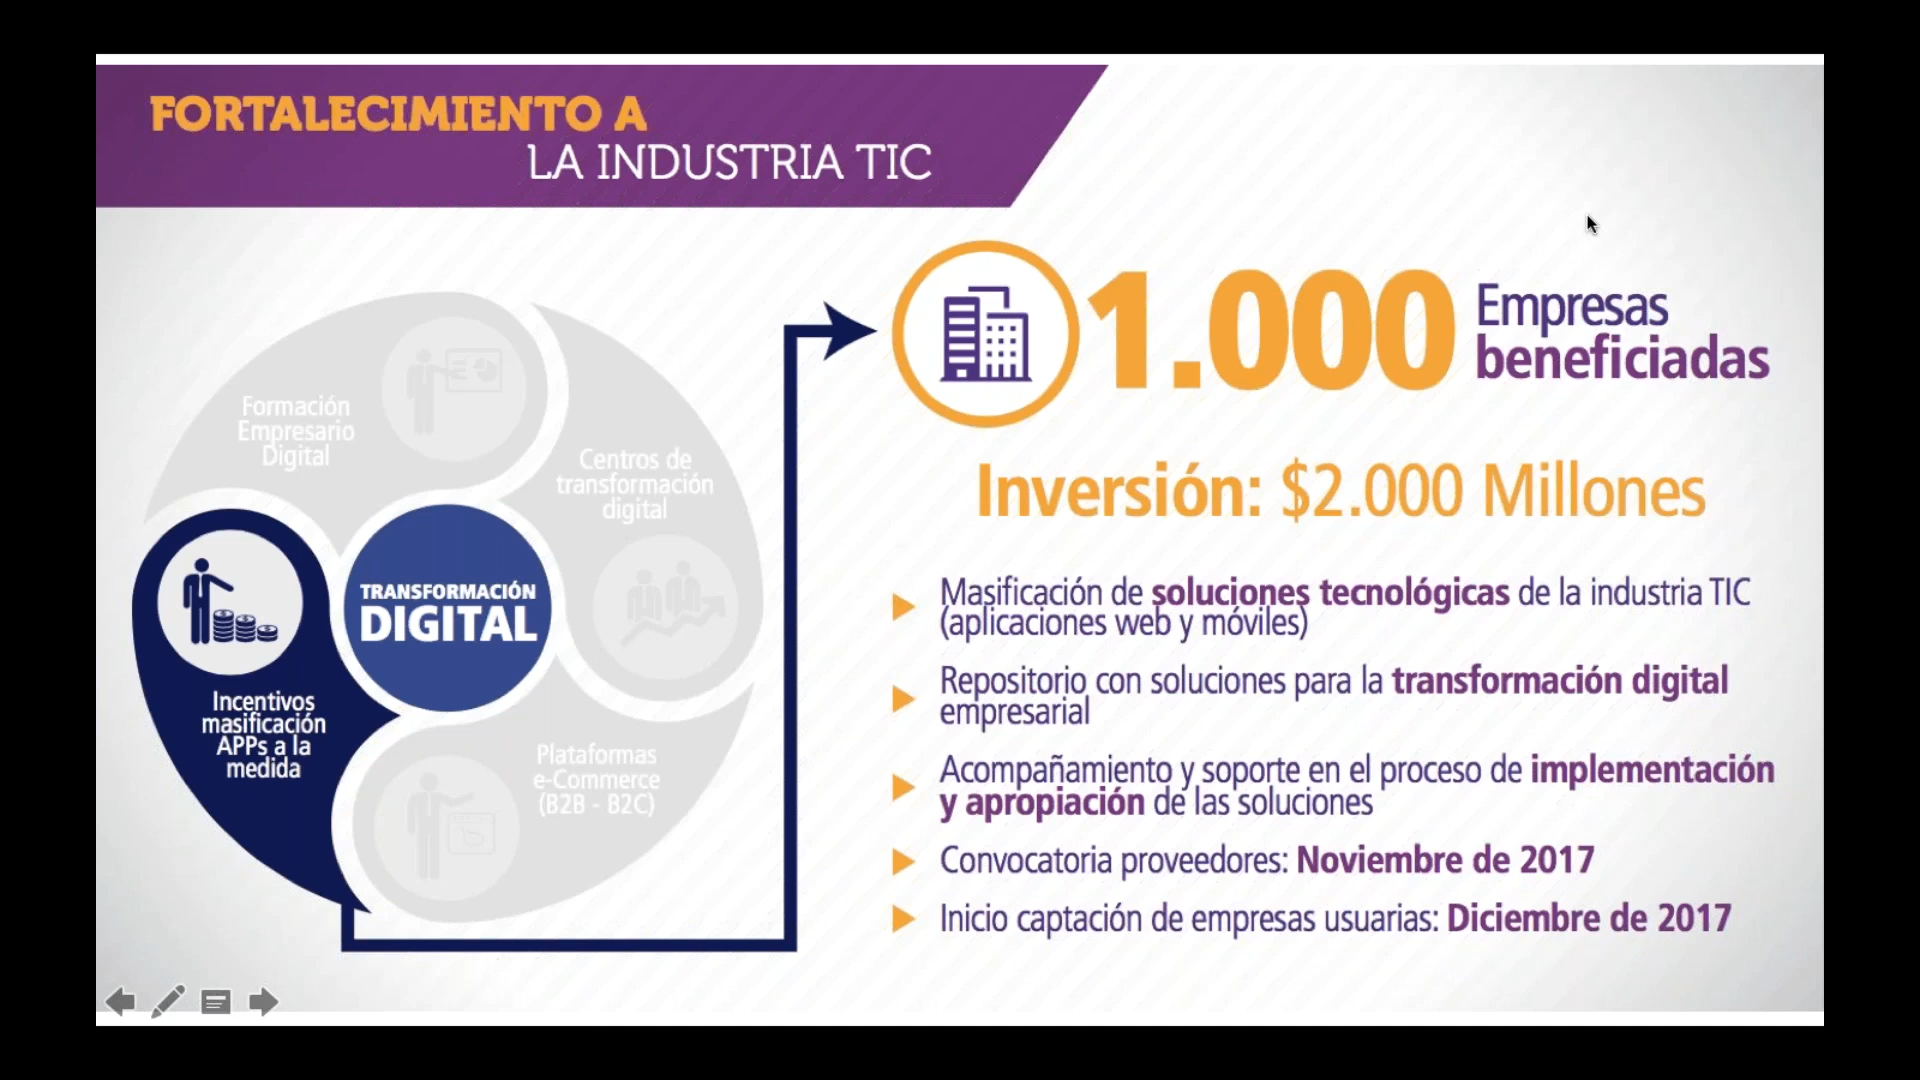 FORTALECIMIENTO A
LA INDUSTRIA TIC
Formación
Empresario
Digital
Centros de
transformación
digital
TRANSFORMACIÓN
DIGITAL
Incentivos
masificación
APPs a la
medida
Plataformas
e-Commerce
(B2B - B2C)
1.000
Empresas
beneficiadas
Inversión: $2.000 Millones
Masificación de soluciones tecnológicas de la industria TIC
(aplicaciones web y móviles)
Repositorio con soluciones para la transformación digital
empresarial
Acompañamiento y soporte en el proceso de implementación
y apropiación de las soluciones
Convocatoria proveedores: Noviembre de 2017
Inicio captación de empresas usuarias: Diciembre de 2017